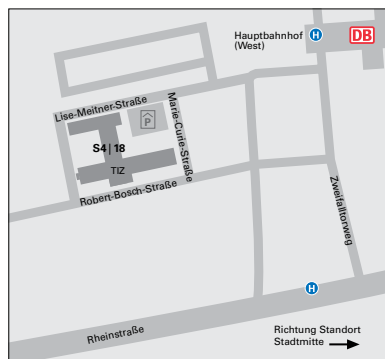 Hauptbahnhof
(West)
H
DB
Lise-Meitner-Straße
P
Marie-Curie-Straße
S4|18
TIZ
Robert-Bosch-Straße
Zweifalltorweg
H
Rheinstraße
Richtung Standort
Stadtmitte